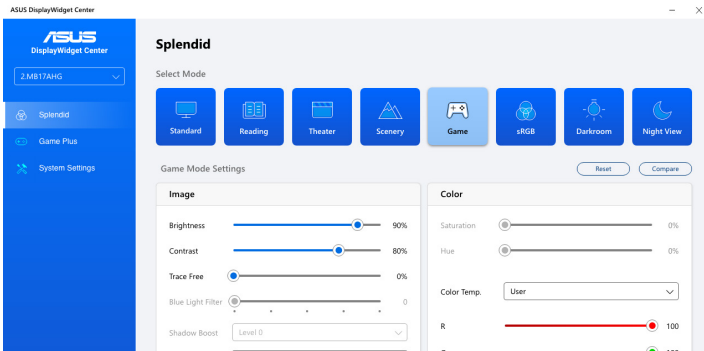 ASUS DisplayWidget Center
ASUS
DisplayWidget Center
2.MB17AHG
Splendid
Game Plus
System Settings
Splendid
Select Mode
Standard
Reading
Theater
Scenery
Game
sRGB
Darkroom
Night View
Game Mode Settings
Reset
Compare
Image
Brightness 90%
Contrast 80%
Trace Free 0%
Blue Light Filter 0
Shadow Boost Level 0
Color
Saturation 0%
Hue 0%
Color Temp. User
R 100